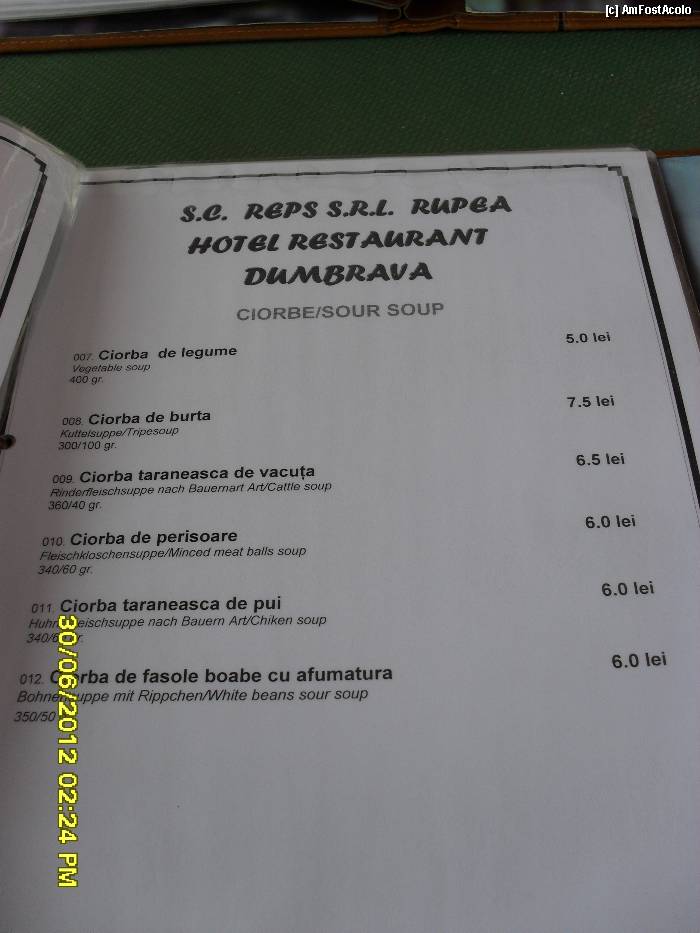 [c] AmFostAcolo
S.C. REPS S.R.L. RUPEA
HOTEL RESTAURANT
DUMBRAVA
CIORBE/SOUR SOUP
007. Ciorba de legume 5.0 lei
Vegetable soup
400 gr.
008. Ciorba de burta 7.5 lei
Kuttelsuppe/Tripesoup
300/100 gr.
009. Ciorba taraneasca de vacuța 6.5 lei
Rinderfleischsuppe nach Bauernart Art/Cattle soup
360/40 gr.
010. Ciorba de perisoare 6.0 lei
Fleischkloschensuppe/Minced meat balls soup
340/60 gr.
011. Ciorba taraneasca de pui 6.0 lei
nach Bauern Art/Chiken soup
012. Ciorba de fasole boabe cu afumatura 6.0 lei
Bohnensuppe mit Rippchen/White beans sour soup
350/50
30/06/2012 02:24 PM